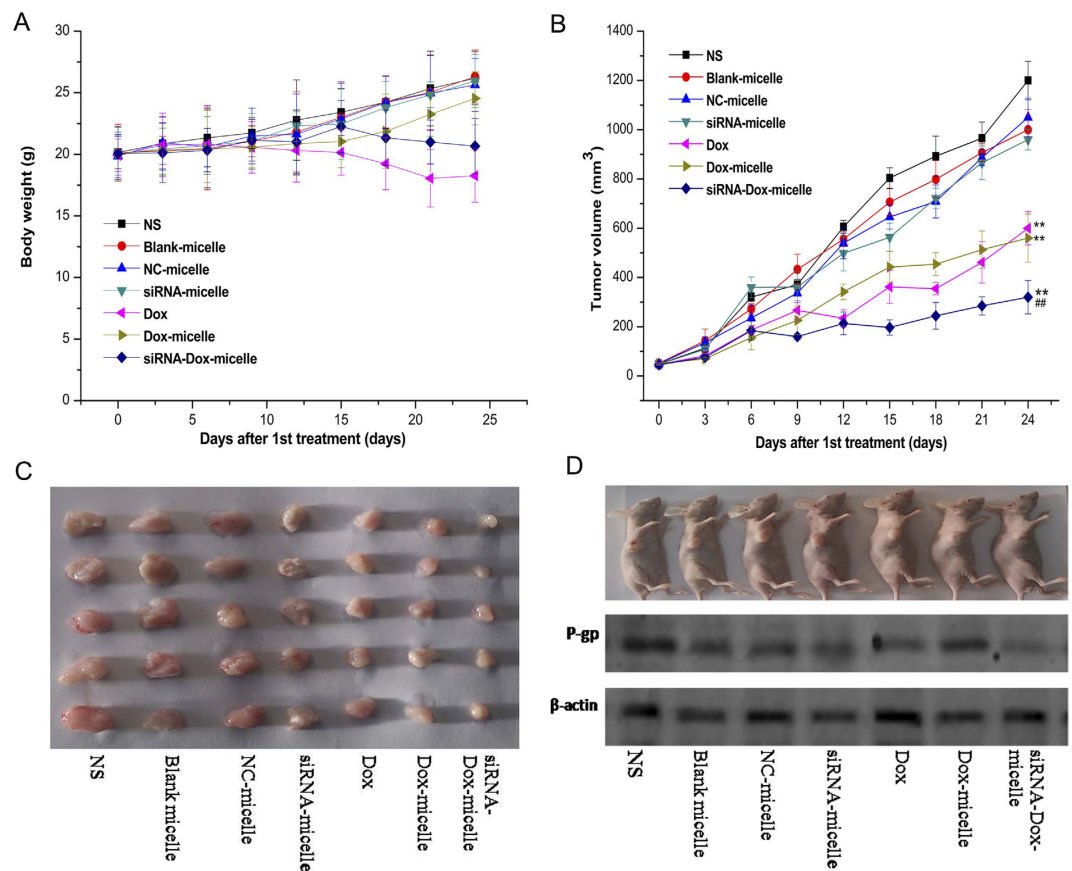 A
30
25
20
15
10
5
0
Body weight (g)
NS
Blank-micelle
NC-micelle
siRNA-micelle
Dox
Dox-micelle
siRNA-Dox-micelle
0 5 10 15 20 25
Days after 1st treatment (days)
B
1400
1200
1000
800
600
400
200
0
Tumor volume (mm3)
NS
Blank-micelle
NC-micelle
siRNA-micelle
Dox
Dox-micelle
siRNA-Dox-micelle
**
**
**
##
0 3 6 9 12 15 18 21 24
Days after 1st treatment (days)
C
NS
Blank micelle
NC-micelle
siRNA-micelle
Dox
Dox-micelle
siRNA-
Dox-micelle
D
P-gp
β-actin
NS
Blank micelle
NC-micelle
siRNA-micelle
Dox
Dox-micelle
siRNA-Dox-
micelle